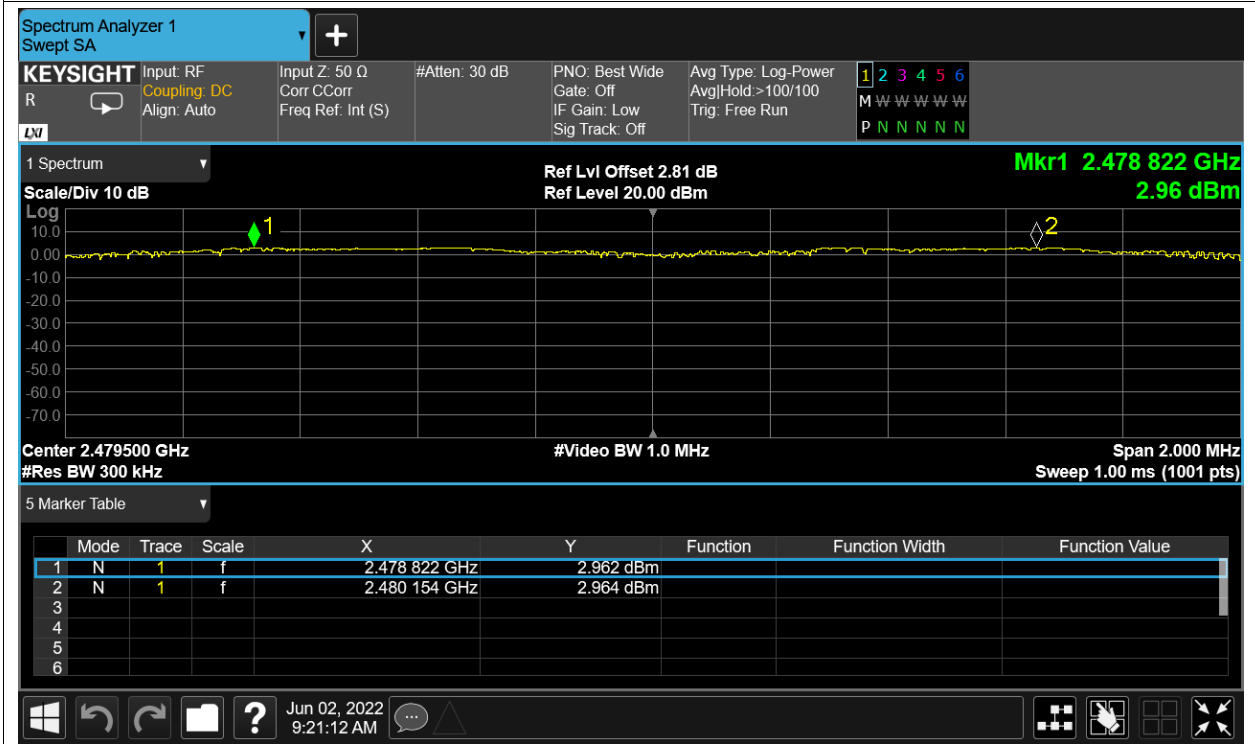 Spectrum Analyzer 1
Swept SA
+
KEYSIGHT Input: RF Input Z: 50 Ω #Atten: 30 dB PNO: Best Wide Avg Type: Log-Power 1 2 3 4 5 6
R Coupling: DC Corr CCorr Gate: Off Avg|Hold:>100/100 M W W W W W
Align: Auto Freq Ref: Int (S) IF Gain: Low Trig: Free Run
LXI Sig Track: Off P N N N N N
1 Spectrum Ref Lvl Offset 2.81 dB Mkr1 2.478 822 GHz
Scale/Div 10 dB Ref Level 20.00 dBm 2.96 dBm
Log
1 2
10.0
0.00
-10.0
-20.0
-30.0
-40.0
-50.0
-60.0
-70.0
Center 2.479500 GHz #Video BW 1.0 MHz Span 2.000 MHz
#Res BW 300 kHz Sweep 1.00 ms (1001 pts)
5 Marker Table
Mode Trace Scale X Y Function Function Width Function Value
1 N 1 f 2.478 822 GHz 2.962 dBm
2 N 1 f 2.480 154 GHz 2.964 dBm
3
4
5
6
? Jun 02, 2022
9:21:12 AM